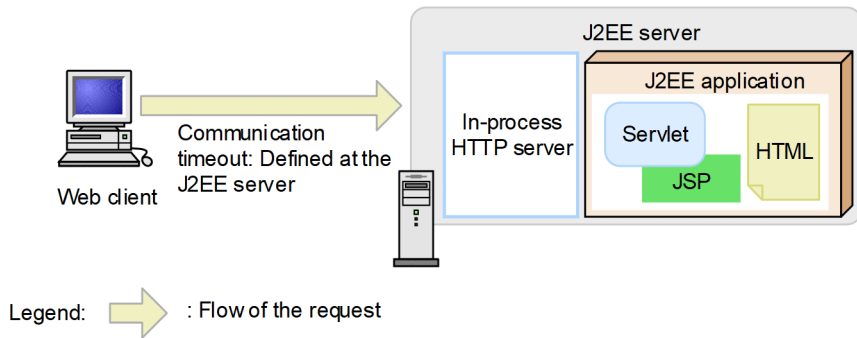 J2EE server
J2EE application
In-process
HTTP server
Servlet
JSP
HTML
Communication
timeout: Defined at the
J2EE server
Web client
Legend:
: Flow of the request